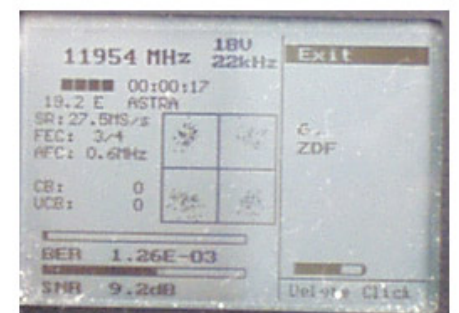 11954 MHz
18V
22kHz
00:00:17
19.2 E ASTRA
SR: 27.5MS/s
FEC: 3/4
AFC: 0.6MHz
CB: 0
UCB: 0
BER 1.26E-03
SNR 9.2dB
Exit
ZDF
Click